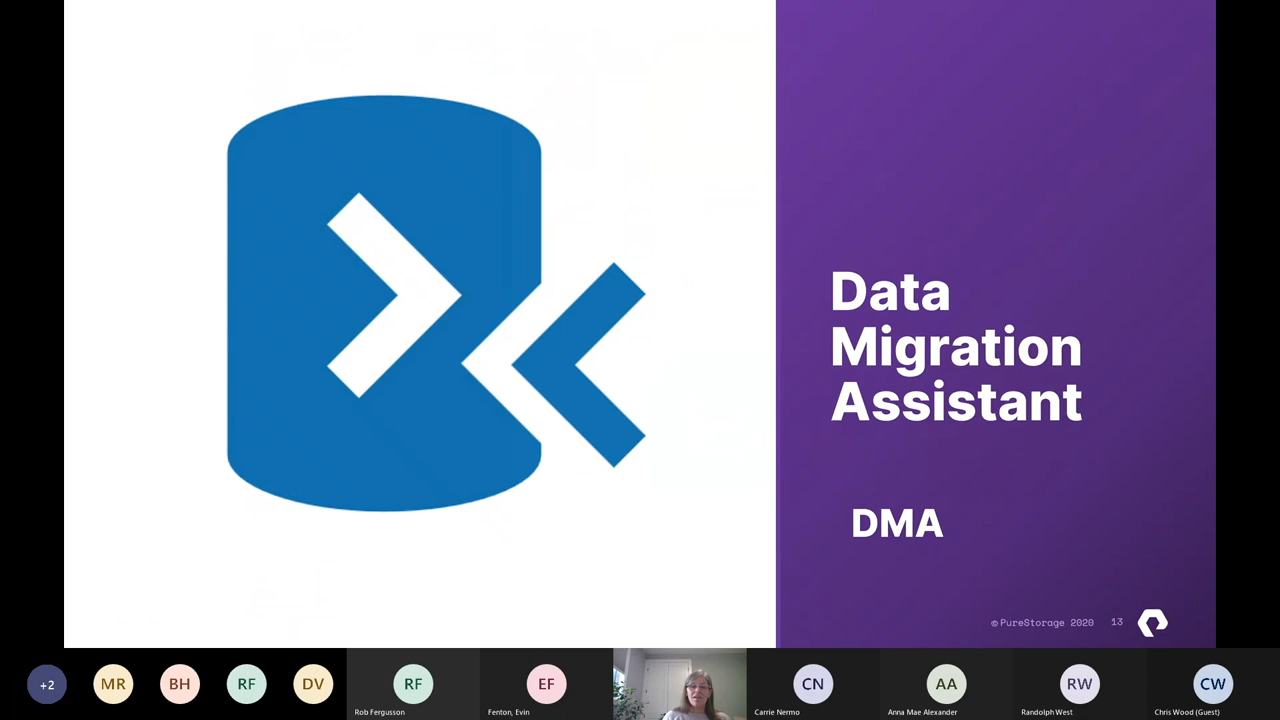 Data
Migration
Assistant
DMA
© PureStorage 2020 13
+2
MR
BH
RF
DV
RF
Rob Fergusson
EF
Fenton, Evin
CN
Carrie Nermo
AA
Anna Mae Alexander
RW
Randolph West
CW
Chris Wood (Guest)